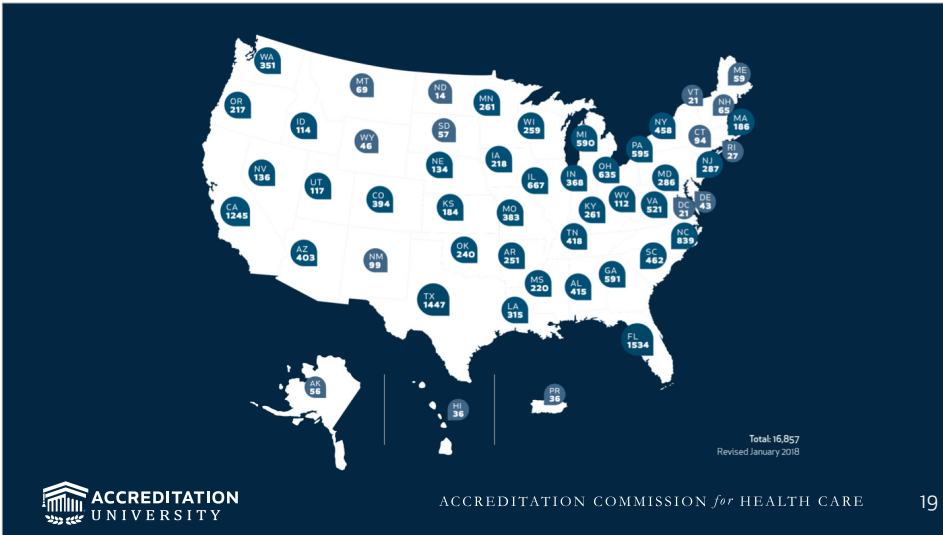 WA
351
MT
69
ND
14
MN
261
ME
59
VT
21
NH
65
OR
217
ID
114
WY
46
SD
57
WI
259
MI
590
NY
458
MA
186
CT
94
RI
27
NV
136
UT
117
CO
394
NE
134
IA
218
IL
667
IN
368
OH
635
PA
595
NJ
287
MD
286
DE
43
DC
21
CA
1245
KS
184
MO
383
KY
261
WV
112
VA
521
AZ
403
NM
99
OK
240
AR
251
TN
418
NC
839
SC
462
TX
1447
LA
315
MS
220
AL
415
GA
591
FL
1534
AK
56
HI
36
PR
36
Total: 16,857
Revised January 2018
ACCREDITATION
UNIVERSITY
ACCREDITATION COMMISSION for HEALTH CARE
19